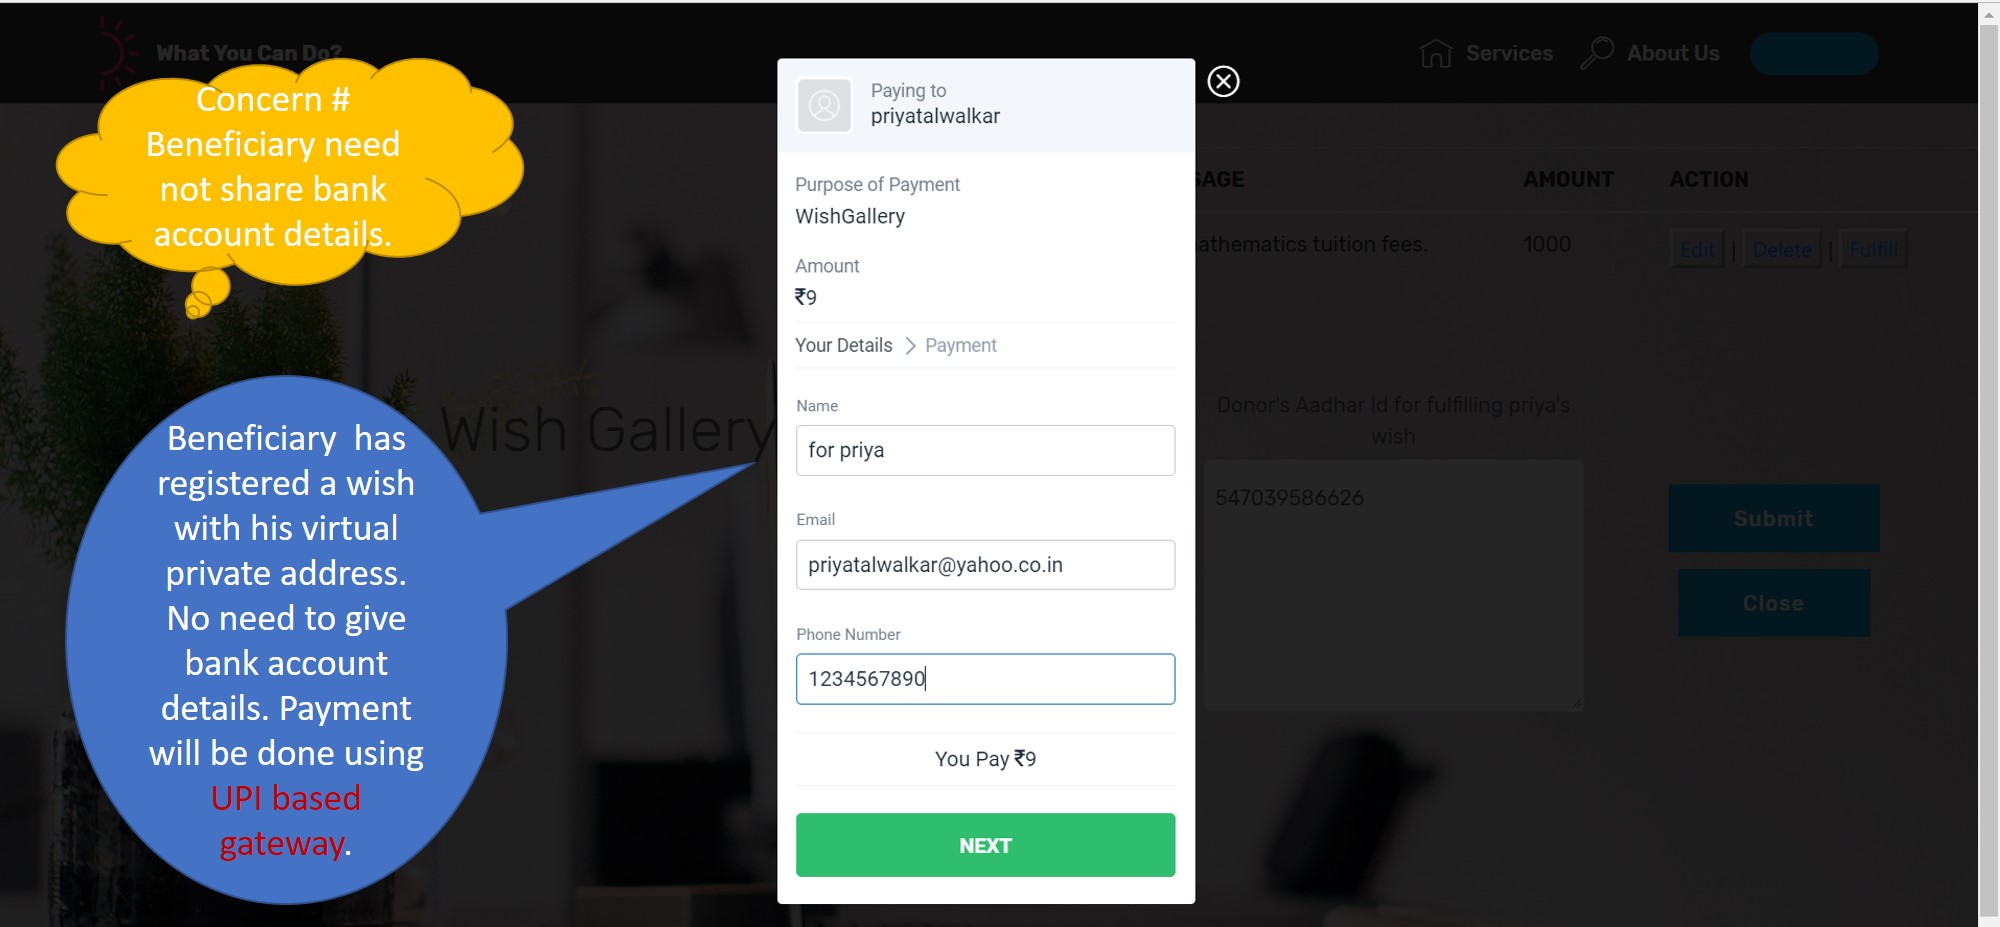 What You Can Do?
Services
About Us
Concern #
Beneficiary need
not share bank
account details.
Paying to
priyatalwalkar
Purpose of Payment
WishGallery
Amount
₹9
Your Details > Payment
Name
for priya
Email
priyatalwalkar@yahoo.co.in
Phone Number
1234567890
You Pay ₹9
NEXT
SAGE AMOUNT ACTION
athematics tuition fees. 1000 Edit | Delete | Fulfill
Wish Gallery
Donor's Aadhar Id for fulfilling priya's
wish
547039586626
Submit
Close
Beneficiary has
registered a wish
with his virtual
private address.
No need to give
bank account
details. Payment
will be done using
UPI based
gateway.